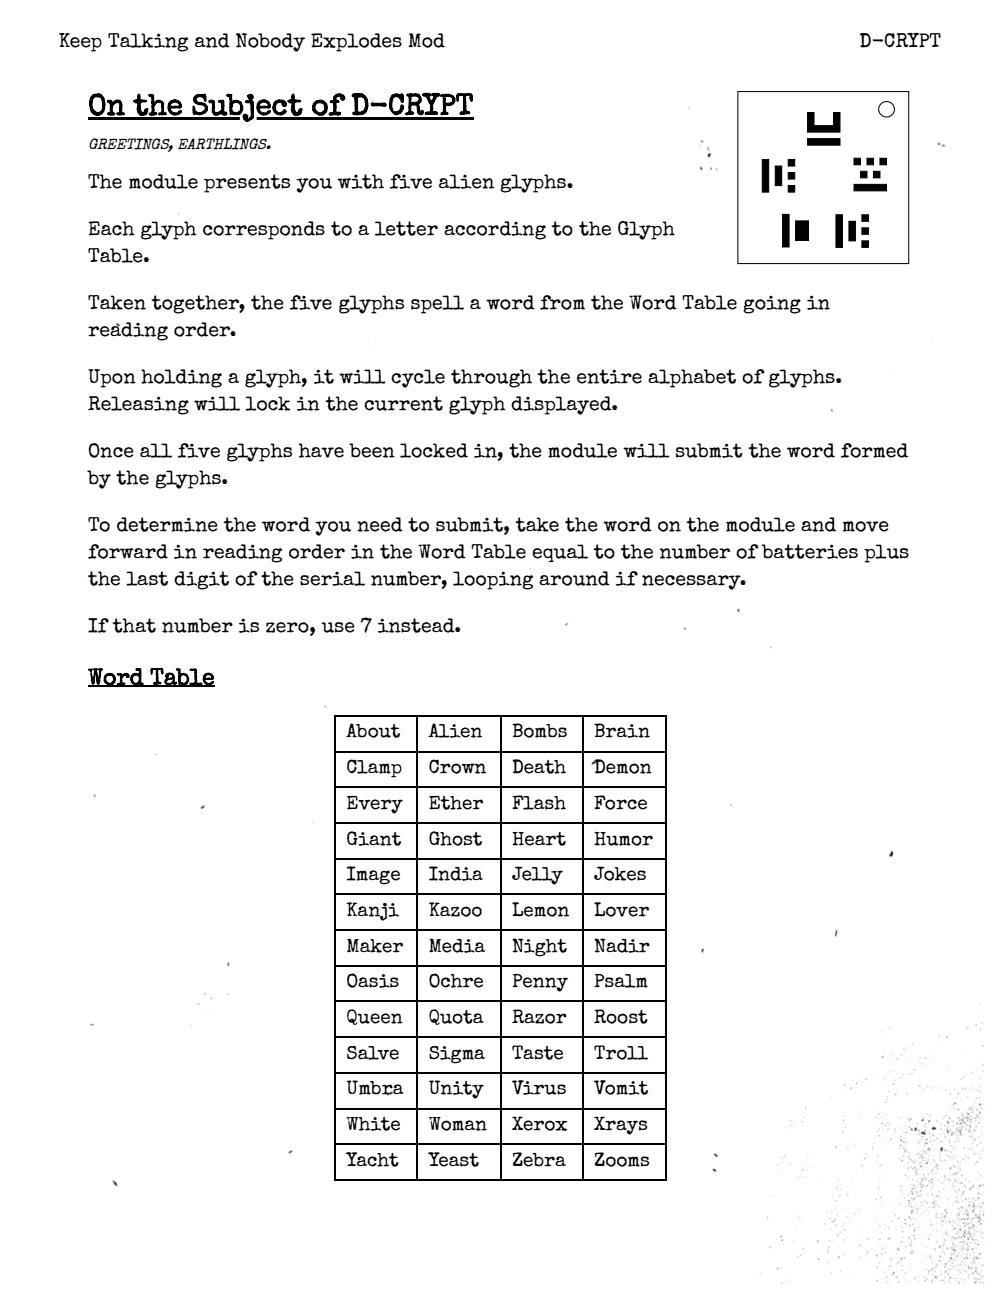 Keep Talking and Nobody Explodes Mod D-CRYPT
On the Subject of D-CRYPT
GREETINGS, EARTHLINGS.
The module presents you with five alien glyphs.
Each glyph corresponds to a letter according to the Glyph
Table.
Taken together, the five glyphs spell a word from the Word Table going in
reading order.
Upon holding a glyph, it will cycle through the entire alphabet of glyphs.
Releasing will lock in the current glyph displayed.
Once all five glyphs have been locked in, the module will submit the word formed
by the glyphs.
To determine the word you need to submit, take the word on the module and move
forward in reading order in the Word Table equal to the number of batteries plus
the last digit of the serial number, looping around if necessary.
If that number is zero, use 7 instead.
Word Table
About Alien Bombs Brain
Clamp Crown Death Demon
Every Ether Flash Force
Giant Ghost Heart Humor
Image India Jelly Jokes
Kanji Kazoo Lemon Lover
Maker Media Night Nadir
Oasis Ochre Penny Psalm
Queen Quota Razor Roost
Salve Sigma Taste Troll
Umbra Unity Virus Vomit
White Woman Xerox Xrays
Yacht Yeast Zebra Zooms